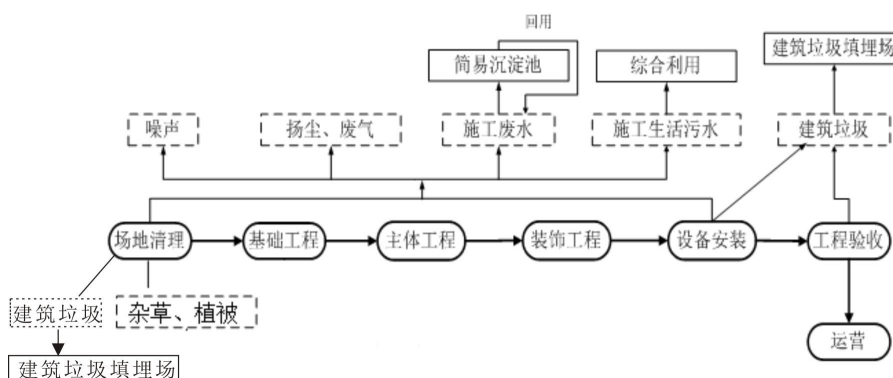 回用
简易沉淀池
综合利用
建筑垃圾填埋场
噪声
扬尘、废气
施工废水
施工生活污水
建筑垃圾
场地清理
基础工程
主体工程
装饰工程
设备安装
工程验收
建筑垃圾
杂草、植被
运营
建筑垃圾填埋场